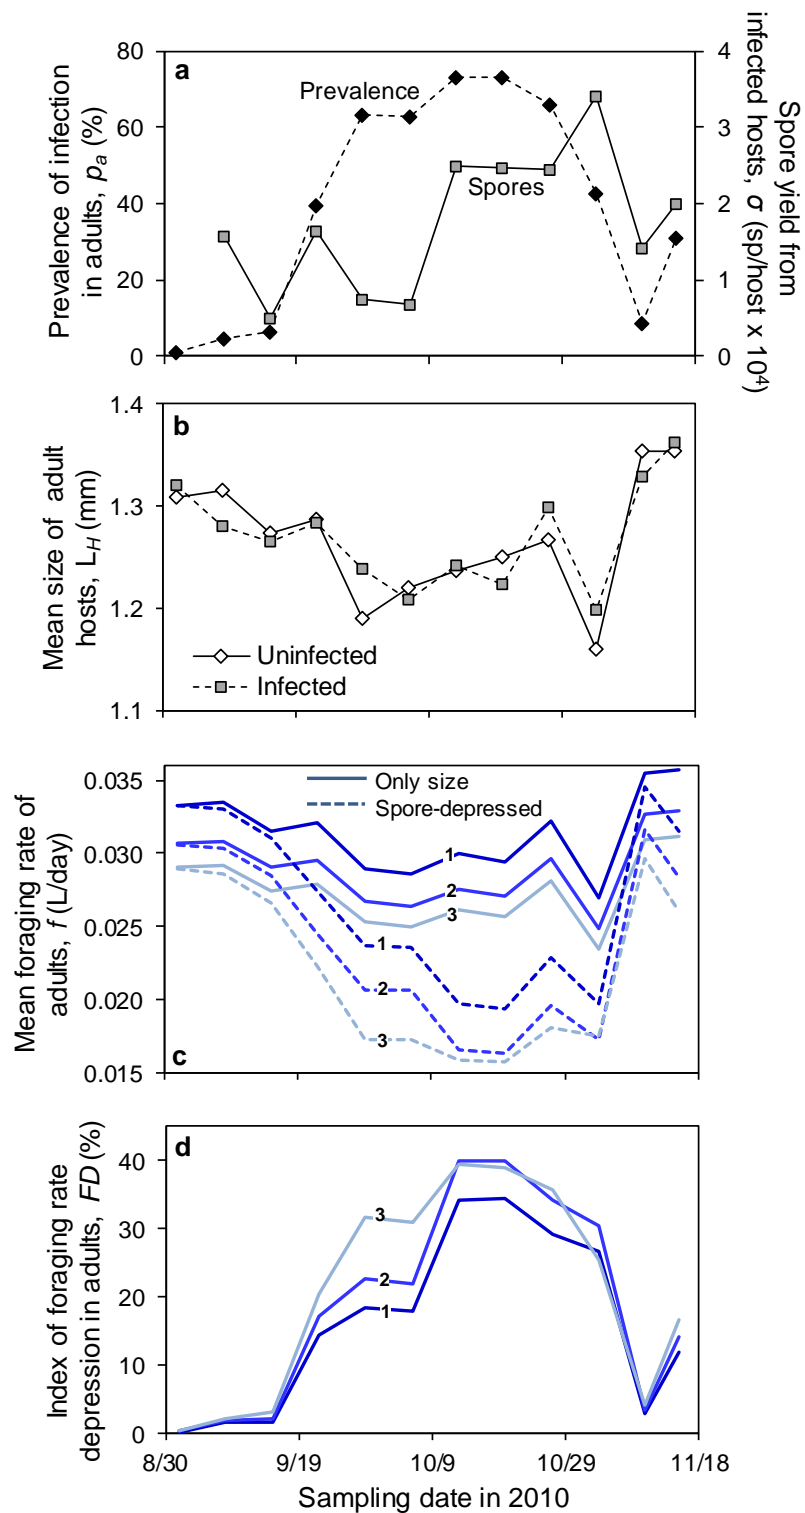 a
Prevalence of infection
in adults, pₐ (%)
80
60
40
20
0
Prevalence
Spores
4
3
2
1
0
Spore yield from
infected hosts, σ (sp/host x 10⁴)
b
Mean size of adult
hosts, L_H (mm)
1.4
1.3
1.2
1.1
Uninfected
Infected
Mean foraging rate of
adults, f (L/day)
0.035
0.030
0.025
0.020
0.015
Only size
Spore-depressed
1
2
3
1
2
3
c
d
Index of foraging rate
depression in adults, FD (%)
40
30
20
10
0
3
2
1
8/30
9/19
10/9
10/29
11/18
Sampling date in 2010